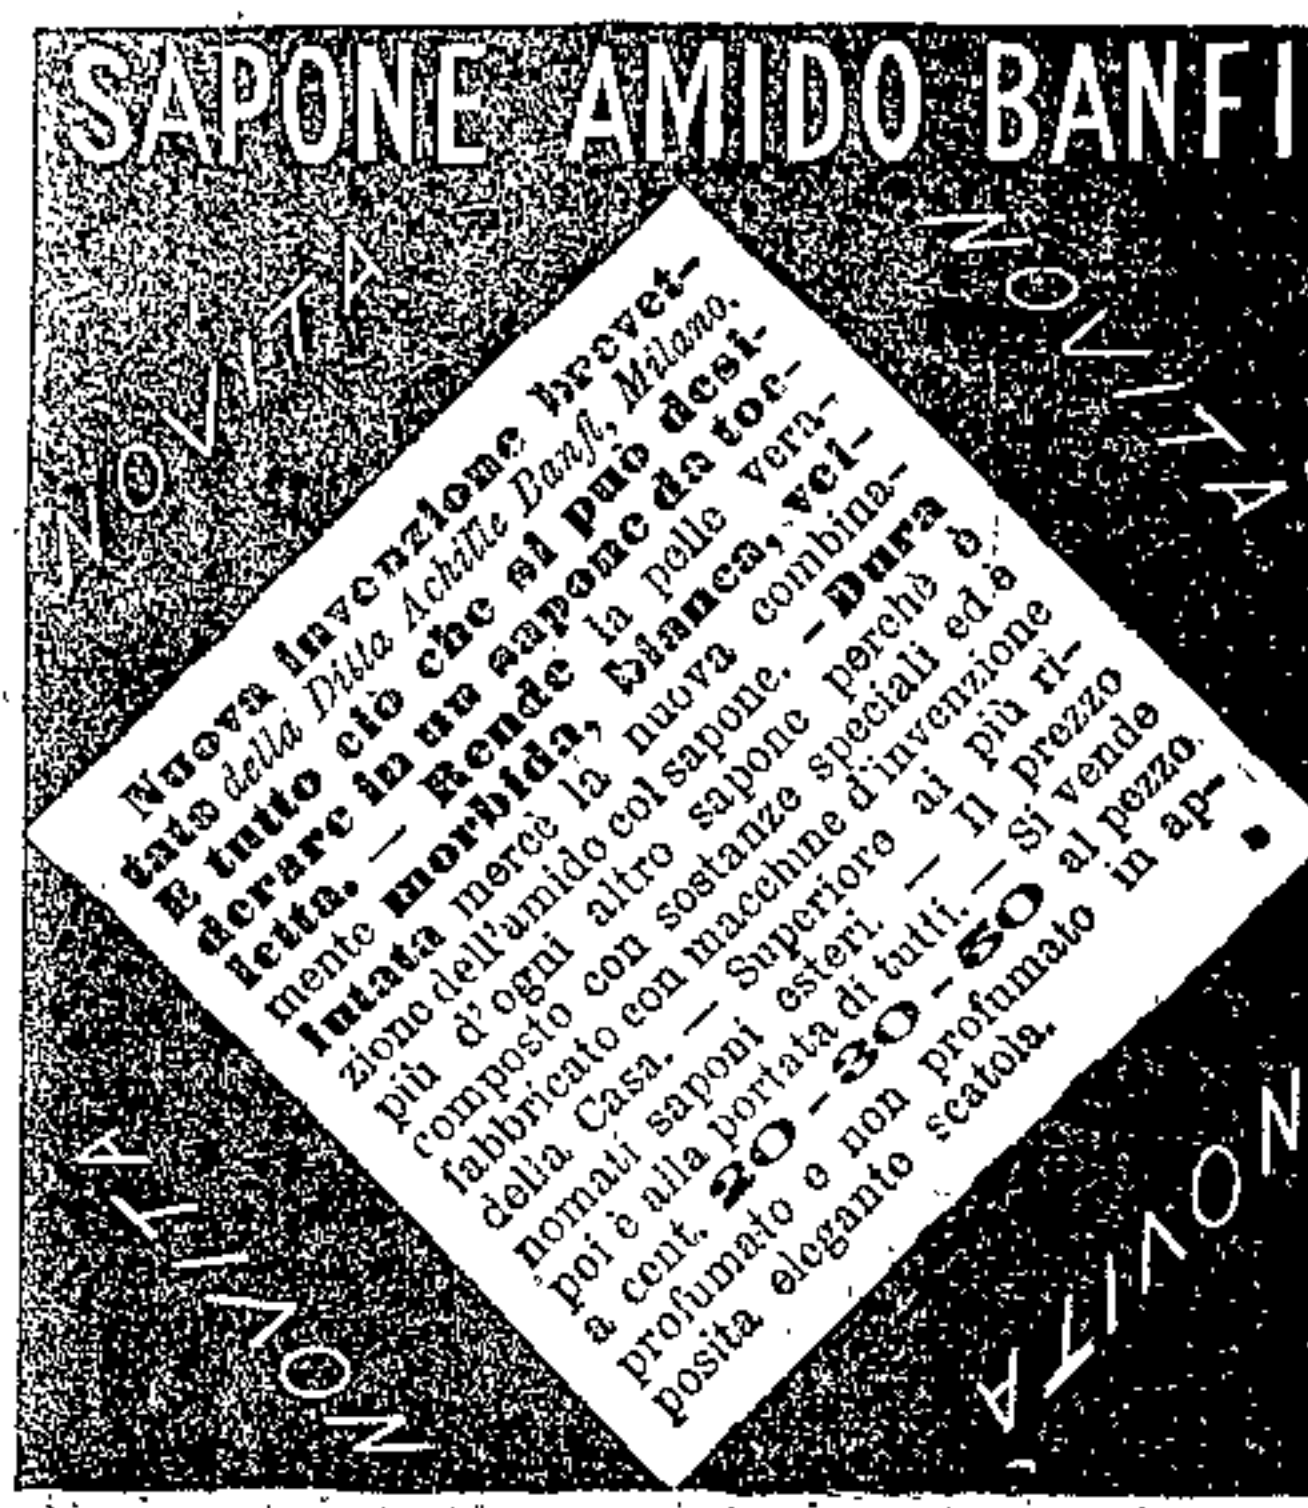 SAPONE AMIDO BANFI
NOVITA
NOVITA
Nuova invenzione brevet-
tato della Ditta Achille Banfi, Milano.
E tutto ciò che si può desi-
derare in un sapone da toe-
letta. — Rende la pelle vera-
mente morbida, bianca, vel-
lutata mercè la nuova combina-
zione dell'amido col sapone. - Dura
più d'ogni altro sapone perchè è
composto con sostanze speciali ed è
fabbricato con macchine d'invenzione
della Casa. — Superiore ai più ri-
nomati saponi esteri. — Il prezzo
poi è alla portata di tutti. — Si vende
a cent. 20 - 30 - 50 al pezzo.
profumato e non profumato in ap-
posita elegante scatola.
NOVITA
NOVITA